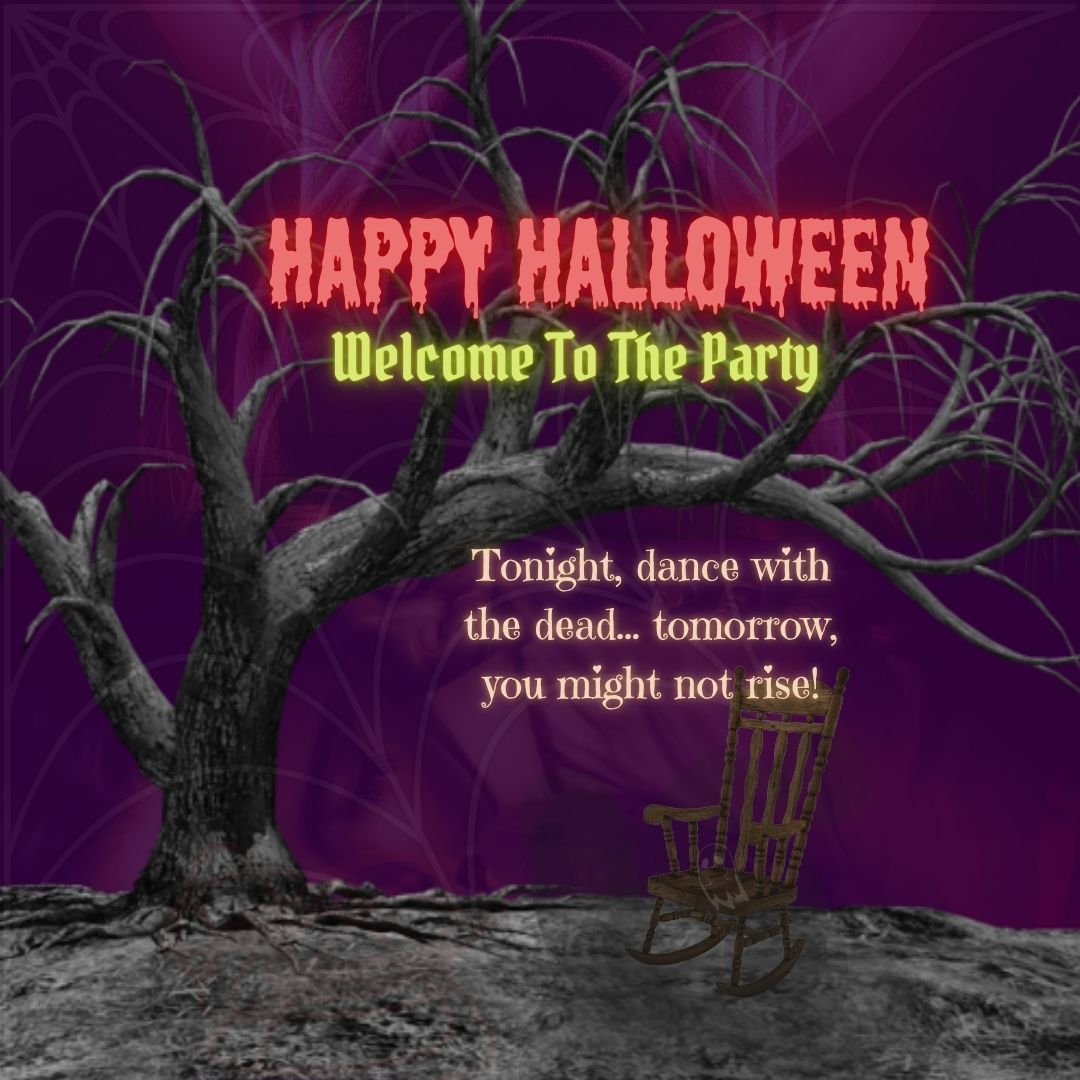 HAPPY HALLOWEEN
Welcome To The Party
Tonight, dance with
the dead... tomorrow,
you might not rise!